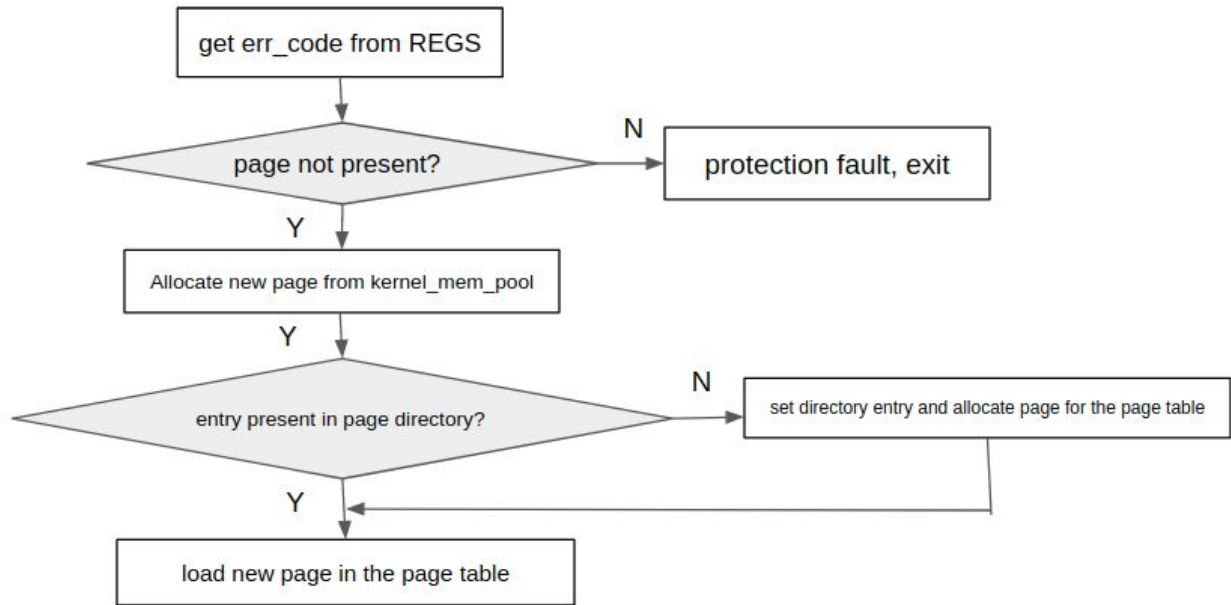 get err_code from REGS
page not present?
N
protection fault, exit
Y
Allocate new page from kernel_mem_pool
Y
entry present in page directory?
N
set directory entry and allocate page for the page table
Y
load new page in the page table